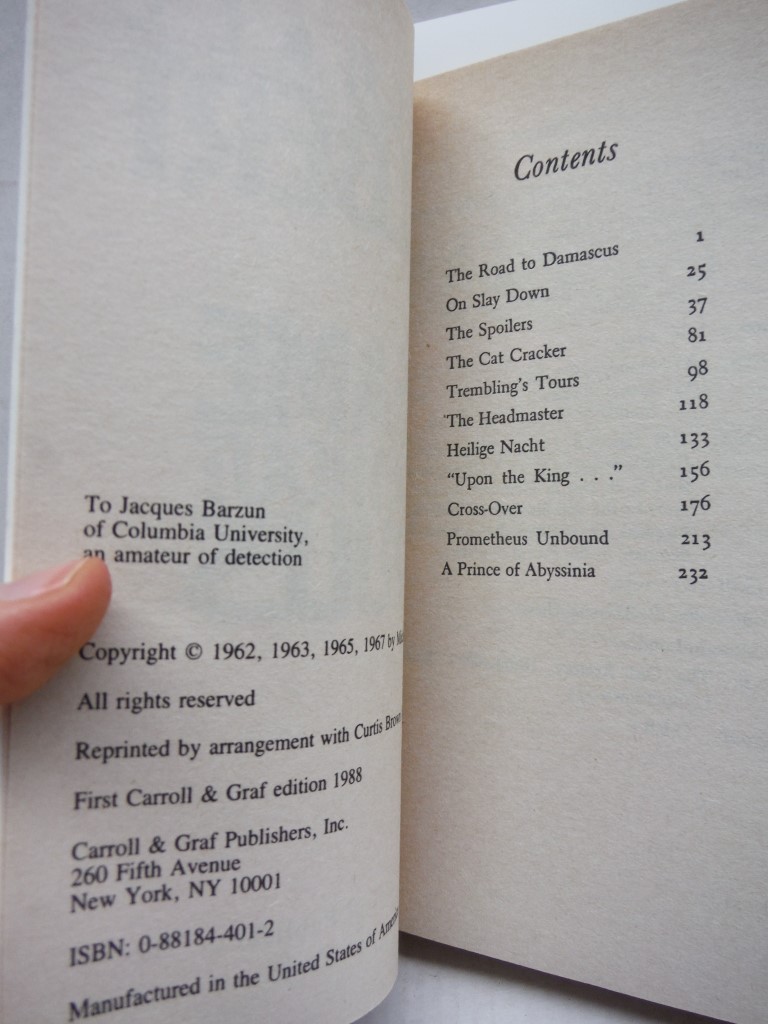 To Jacques Barzun
of Columbia University,
an amateur of detection
Copyright © 1962, 1963, 1965, 1967 by
All rights reserved
Reprinted by arrangement with Curtis Brown
First Carroll & Graf edition 1988
Carroll & Graf Publishers, Inc.
260 Fifth Avenue
New York, NY 10001
ISBN: 0-88184-401-2
Manufactured in the United States of America
Contents
The Road to Damascus 1
On Slay Down 25
The Spoilers 37
The Cat Cracker 81
Trembling's Tours 98
The Headmaster 118
Heilige Nacht 133
"Upon the King . . ." 156
Cross-Over 176
Prometheus Unbound 213
A Prince of Abyssinia 232